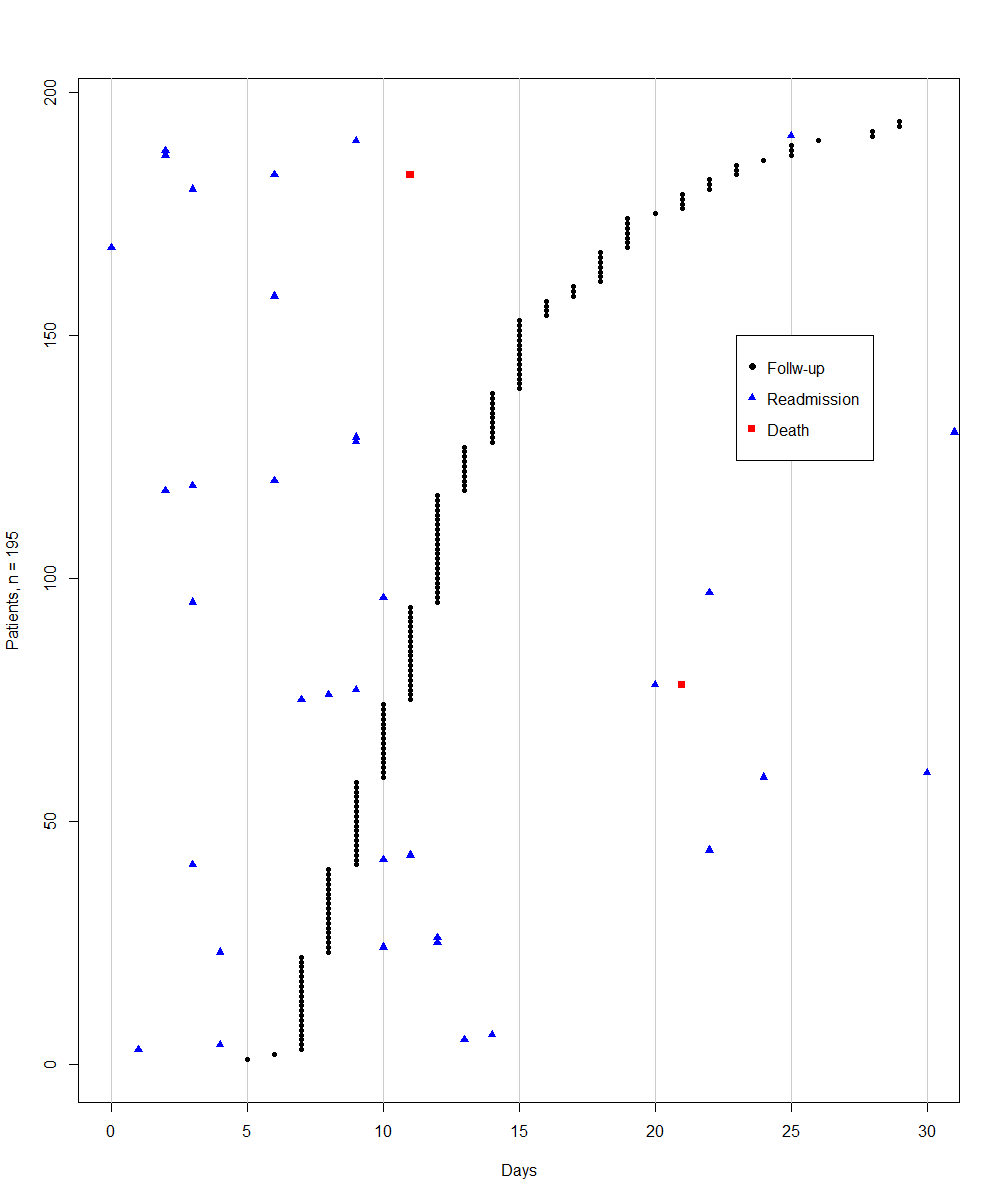 200
150
100
50
0
Patients, n = 195
Follw-up
Readmission
Death
0 5 10 15 20 25 30
Days